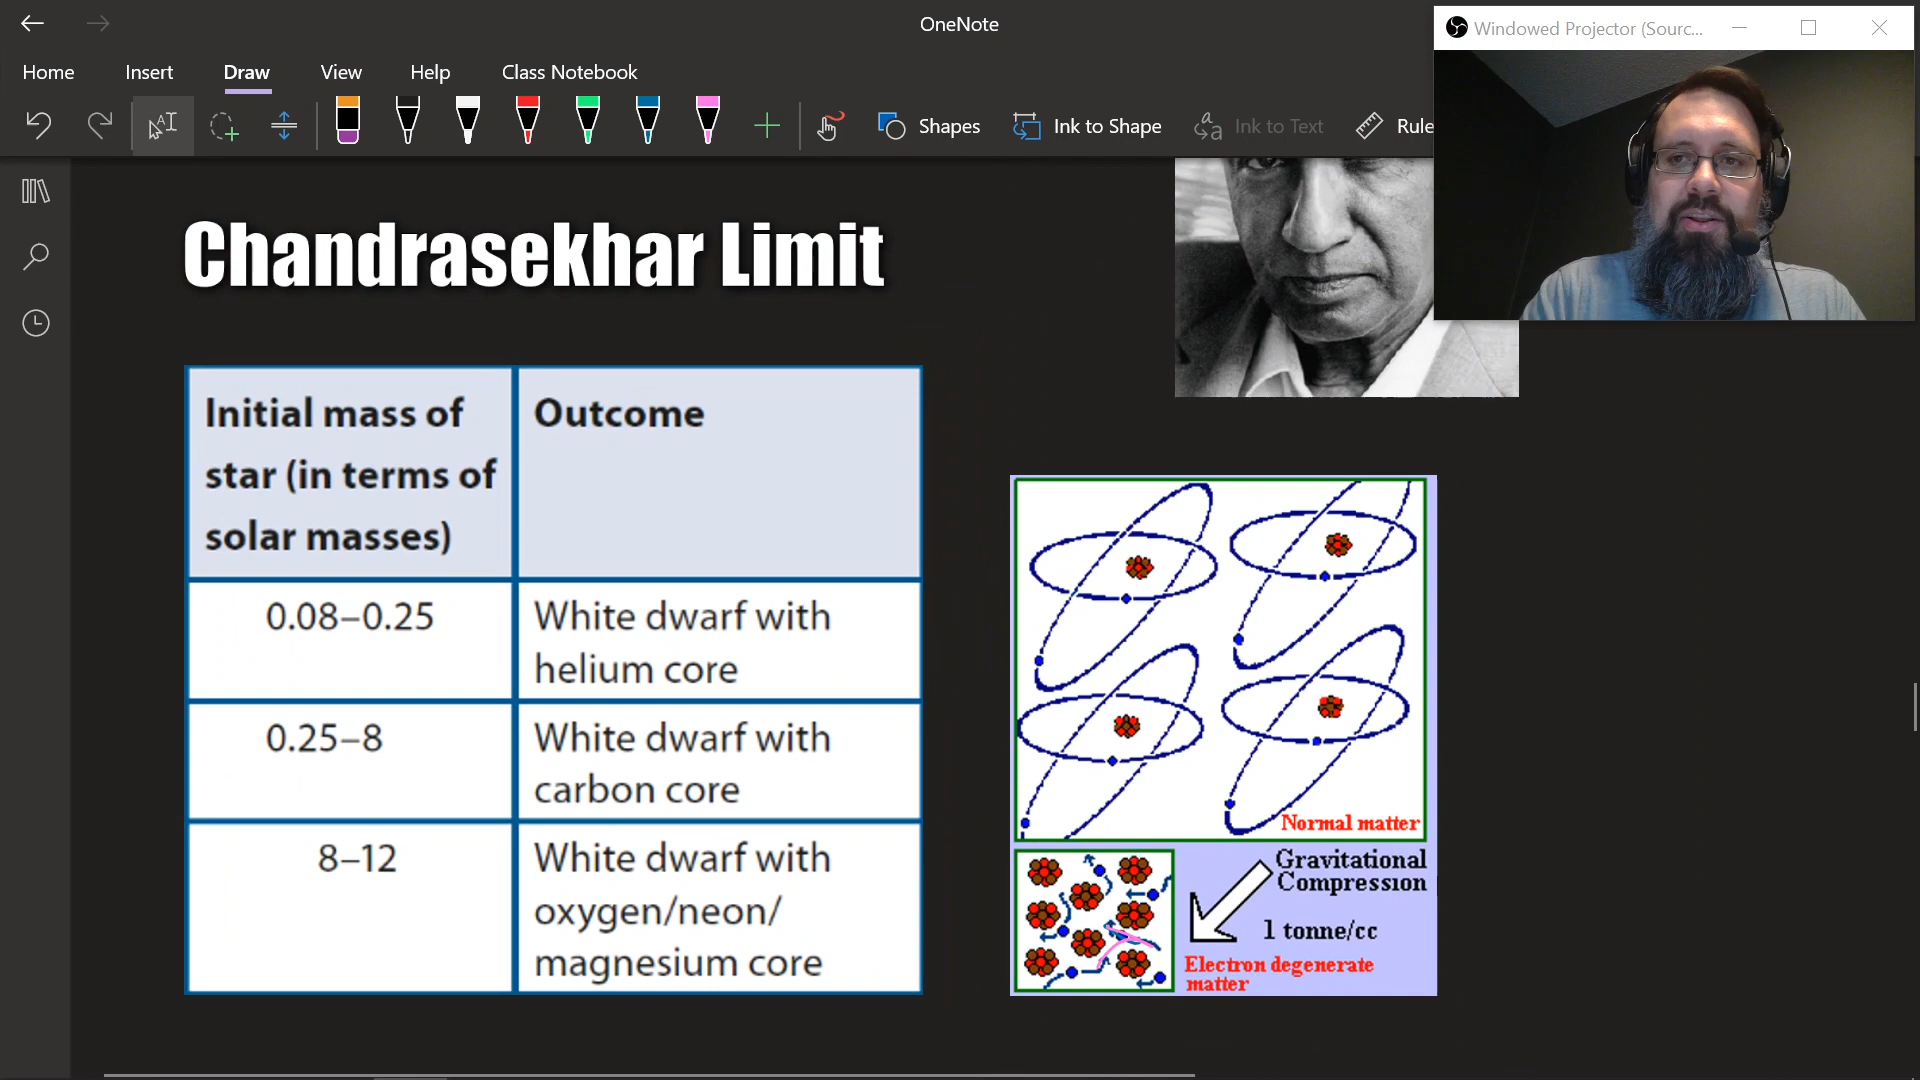 OneNote
Windowed Projector (Sourc...
Home Insert Draw View Help Class Notebook
Shapes Ink to Shape Ink to Text Rule
Chandrasekhar Limit
Initial mass of
star (in terms of
solar masses)
Outcome
0.08–0.25
White dwarf with
helium core
0.25–8
White dwarf with
carbon core
8–12
White dwarf with
oxygen/neon/
magnesium core
Normal matter
Gravitational
Compression
1 tonne/cc
Electron degenerate
matter